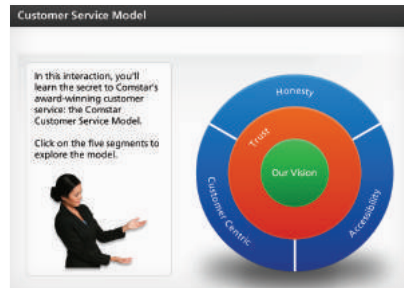 Customer Service Model
In this interaction, you'll
learn the secret to Comstar's
award-winning customer
service: the Comstar
Customer Service Model.
Click on the five segments to
explore the model.
Honesty
Trust
Our Vision
Customer Centric
Accessibility